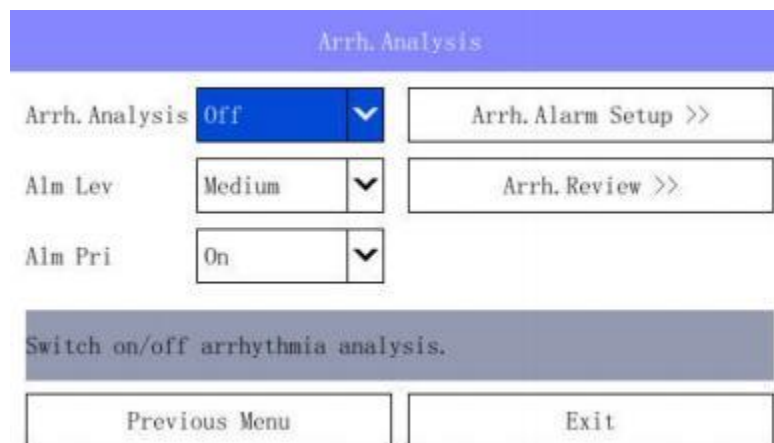 Arrh.Analysis
Arrh.Analysis Off Arrh.Alarm Setup >>
Alm Lev Medium Arrh.Review >>
Alm Pri On
Switch on/off arrhythmia analysis.
Previous Menu Exit